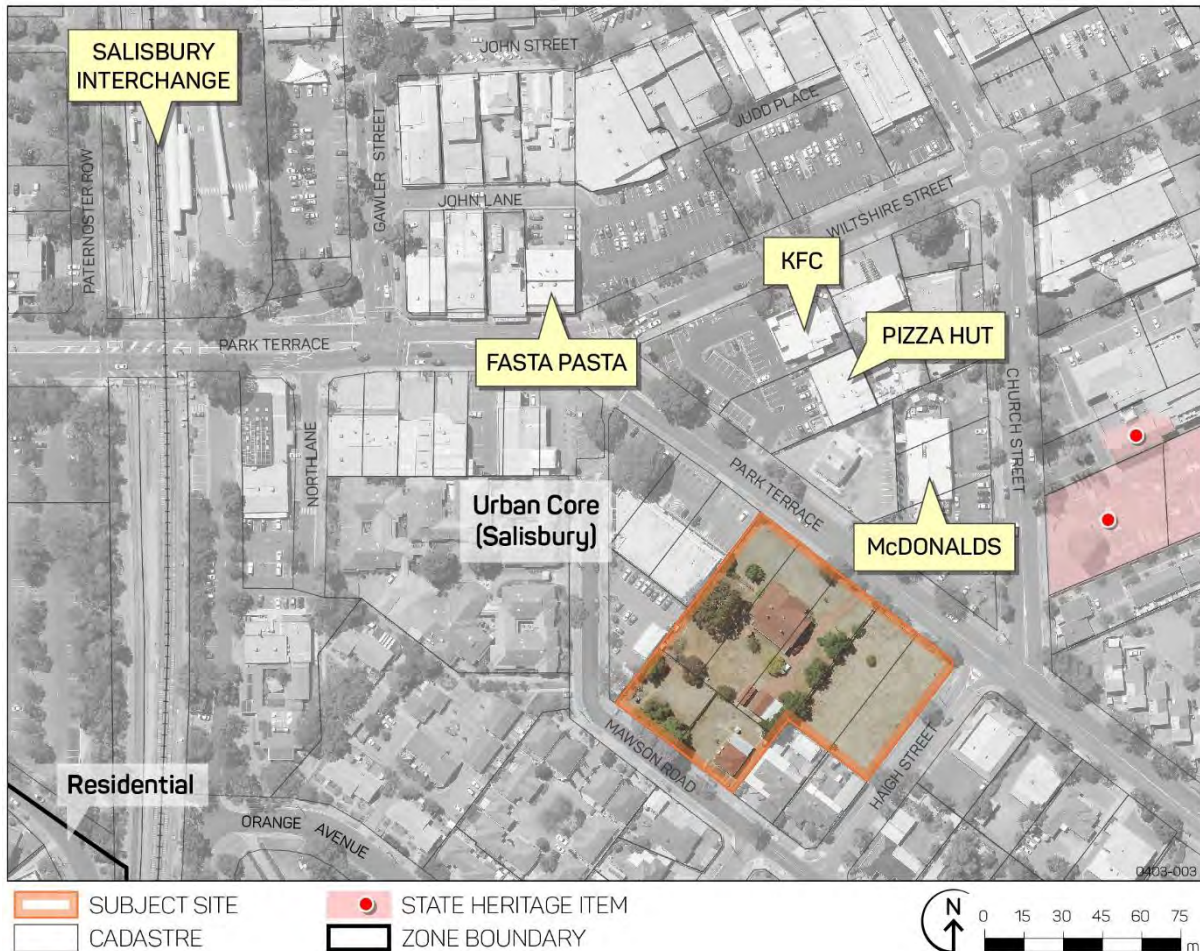 SALISBURY
INTERCHANGE
JOHN STREET
JUDD PLACE
PATERNOSTER ROW
GAWLER STREET
JOHN LANE
WILTSHIRE STREET
KFC
PIZZA HUT
PARK TERRACE
FASTA PASTA
CHURCH STREET
NORTH LANE
PARK TERRACE
Urban Core
(Salisbury)
McDONALDS
MAWSON ROAD
HAIGH STREET
Residential
ORANGE AVENUE
0403-003
SUBJECT SITE
STATE HERITAGE ITEM
CADASTRE
ZONE BOUNDARY
N
0 15 30 45 60 75
m